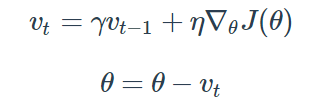 v_t = γv_{t−1} + η∇_θJ(θ)
θ = θ − v_t